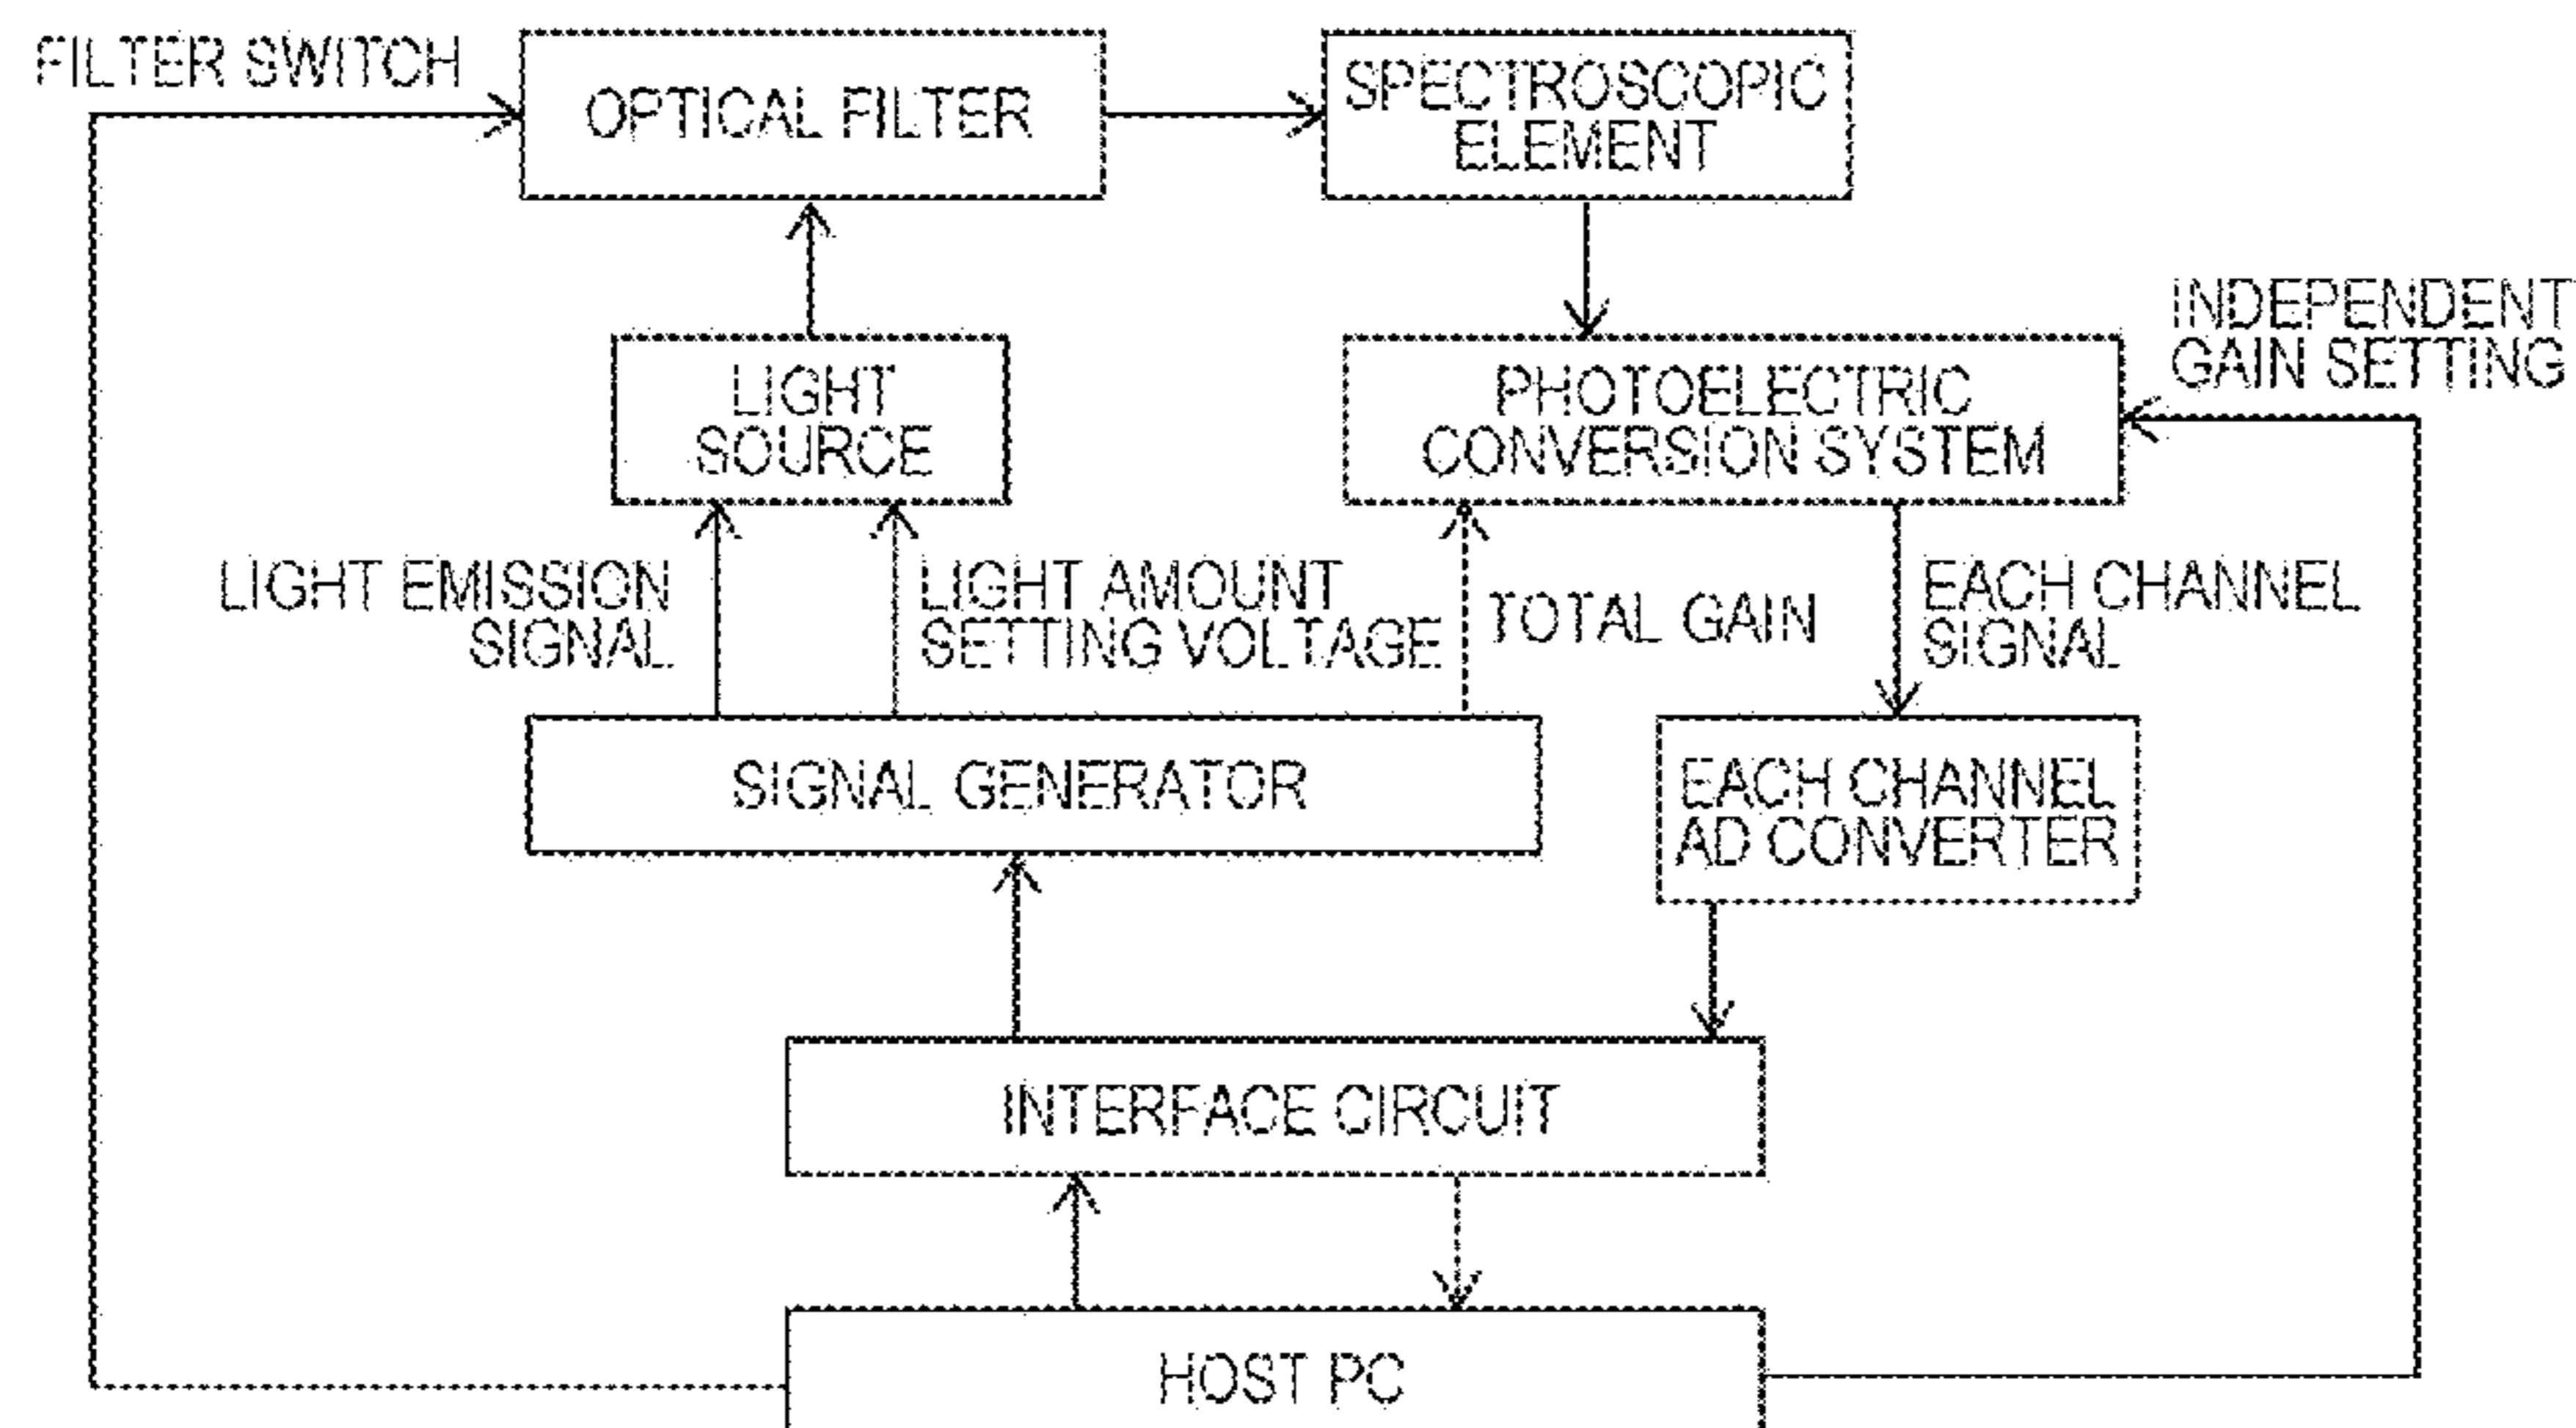 FILTER SWITCH
OPTICAL FILTER
SPECTROSCOPIC
ELEMENT
LIGHT
SOURCE
PHOTOELECTRIC
CONVERSION SYSTEM
INDEPENDENT
GAIN SETTING
LIGHT EMISSION
SIGNAL
LIGHT AMOUNT
SETTING VOLTAGE
TOTAL GAIN
EACH CHANNEL
SIGNAL
SIGNAL GENERATOR
EACH CHANNEL
AD CONVERTER
INTERFACE CIRCUIT
HOST PC